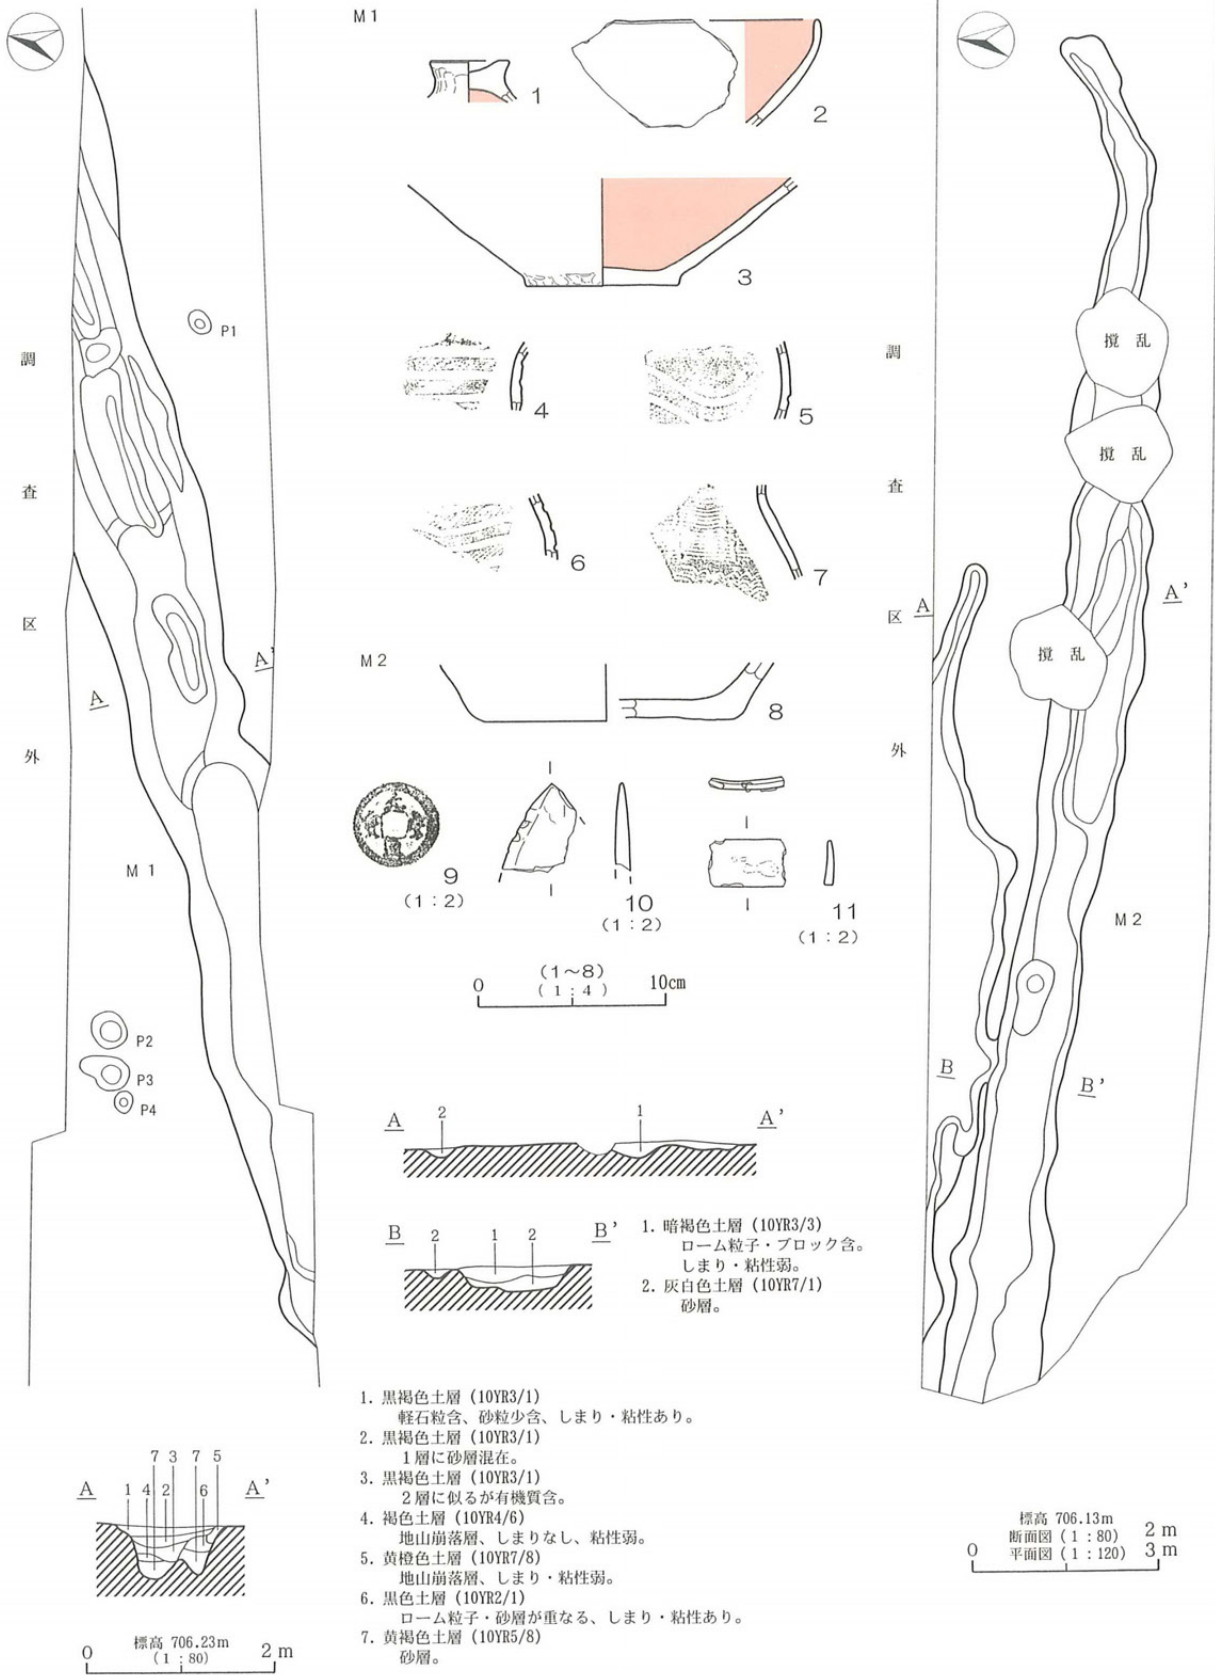 M1
1
2
3
4
5
6
7
M2
8
9
(1:2)
10
(1:2)
11
(1:2)
(1~8)
(1:4)
0
10cm
調
査
区
外
P1
A
A'
M1
P2
P3
P4
調
査
区
外
撹乱
撹乱
撹乱
A
A'
M2
B
B'
A
2
1
A'
B
2
1
2
B'
1. 暗褐色土層 (10YR3/3)
ローム粒子・ブロック含。
しまり・粘性弱。
2. 灰白色土層 (10YR7/1)
砂層。
1. 黒褐色土層 (10YR3/1)
軽石粒含、砂粒少含、しまり・粘性あり。
2. 黒褐色土層 (10YR3/1)
1層に砂層混在。
3. 黒褐色土層 (10YR3/1)
2層に似るが有機質含。
4. 褐色土層 (10YR4/6)
地山崩落層、しまりなし、粘性弱。
5. 黄橙色土層 (10YR7/8)
地山崩落層、しまり・粘性弱。
6. 黒色土層 (10YR2/1)
ローム粒子・砂層が重なる、しまり・粘性あり。
7. 黄褐色土層 (10YR5/8)
砂層。
7 3 7 5
A 1 4 2 6 A'
標高 706.23m
(1:80)
0
2m
標高 706.13m
断面図 (1:80) 2m
0 平面図 (1:120) 3m